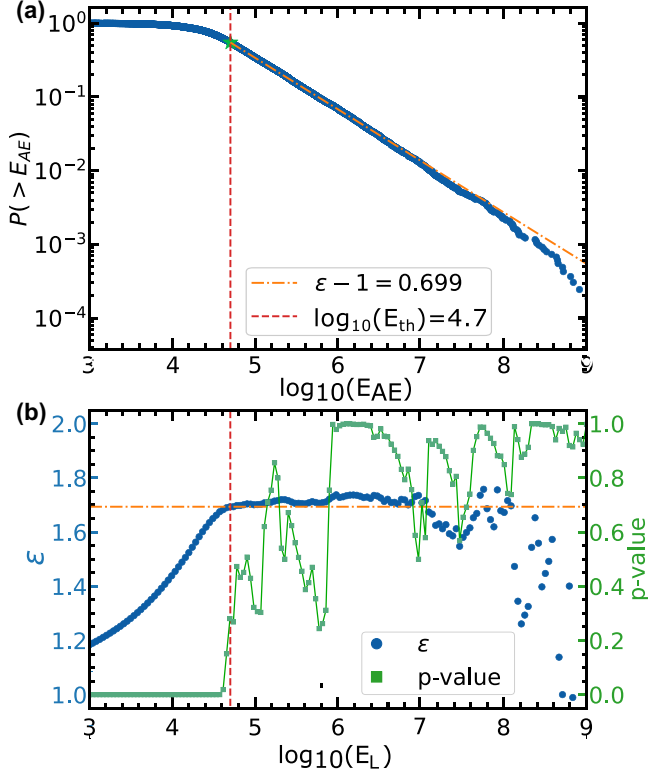 (a)
10⁰
10⁻¹
10⁻²
10⁻³
10⁻⁴
P(> E_AE)
ε − 1 = 0.699
log₁₀(E_th)=4.7
3 4 5 6 7 8 9
log₁₀(E_AE)
(b)
2.0
1.8
1.6
1.4
1.2
1.0
ε
1.0
0.8
0.6
0.4
0.2
0.0
p-value
ε
p-value
3 4 5 6 7 8 9
log₁₀(E_L)